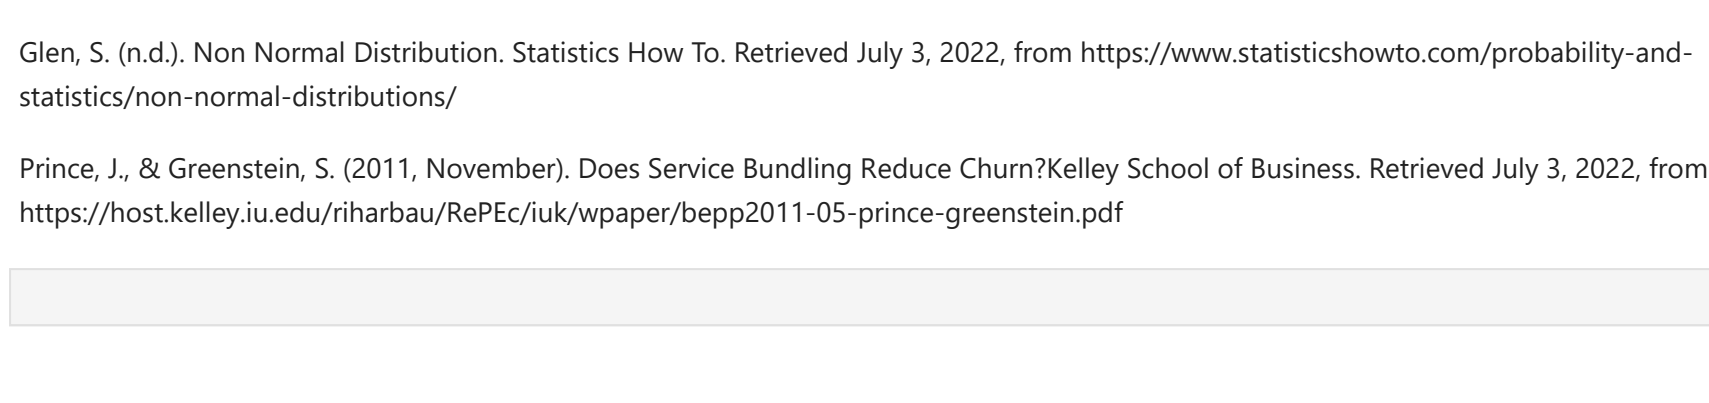 Glen, S. (n.d.). Non Normal Distribution. Statistics How To. Retrieved July 3, 2022, from https://www.statisticshowto.com/probability-and-
statistics/non-normal-distributions/
Prince, J., & Greenstein, S. (2011, November). Does Service Bundling Reduce Churn?Kelley School of Business. Retrieved July 3, 2022, from
https://host.kelley.iu.edu/riharbau/RePEc/iuk/wpaper/bepp2011-05-prince-greenstein.pdf